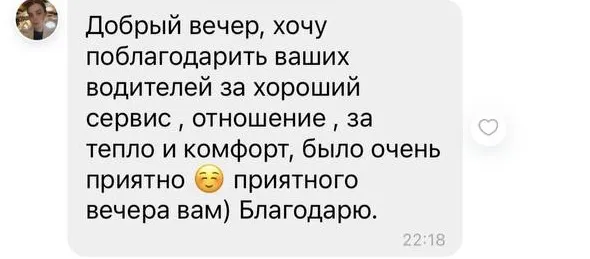 Добрый вечер, хочу
поблагодарить ваших
водителей за хороший
сервис , отношение , за
тепло и комфорт, было очень
приятно ☺️ приятного
вечера вам) Благодарю.
22:18